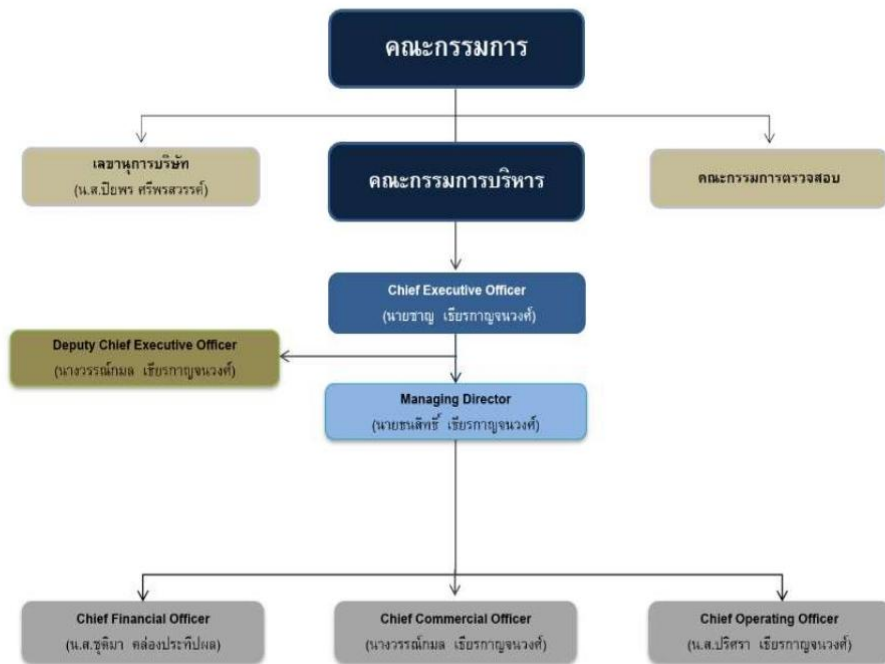 คณะกรรมการ
เลขานุการบริษัท
(น.ส.ปิยพร ศรีพรสวรรค์)
คณะกรรมการบริหาร
คณะกรรมการตรวจสอบ
Chief Executive Officer
(นายชาญ เธียรกาญจนวงศ์)
Deputy Chief Executive Officer
(นางวรรณ์กมล เธียรกาญจนวงศ์)
Managing Director
(นายธนสิทธิ์ เธียรกาญจนวงศ์)
Chief Financial Officer
(น.ส.ชุติมา คล่องประทีปผล)
Chief Commercial Officer
(นางวรรณ์กมล เธียรกาญจนวงศ์)
Chief Operating Officer
(น.ส.ปริศรา เธียรกาญจนวงศ์)